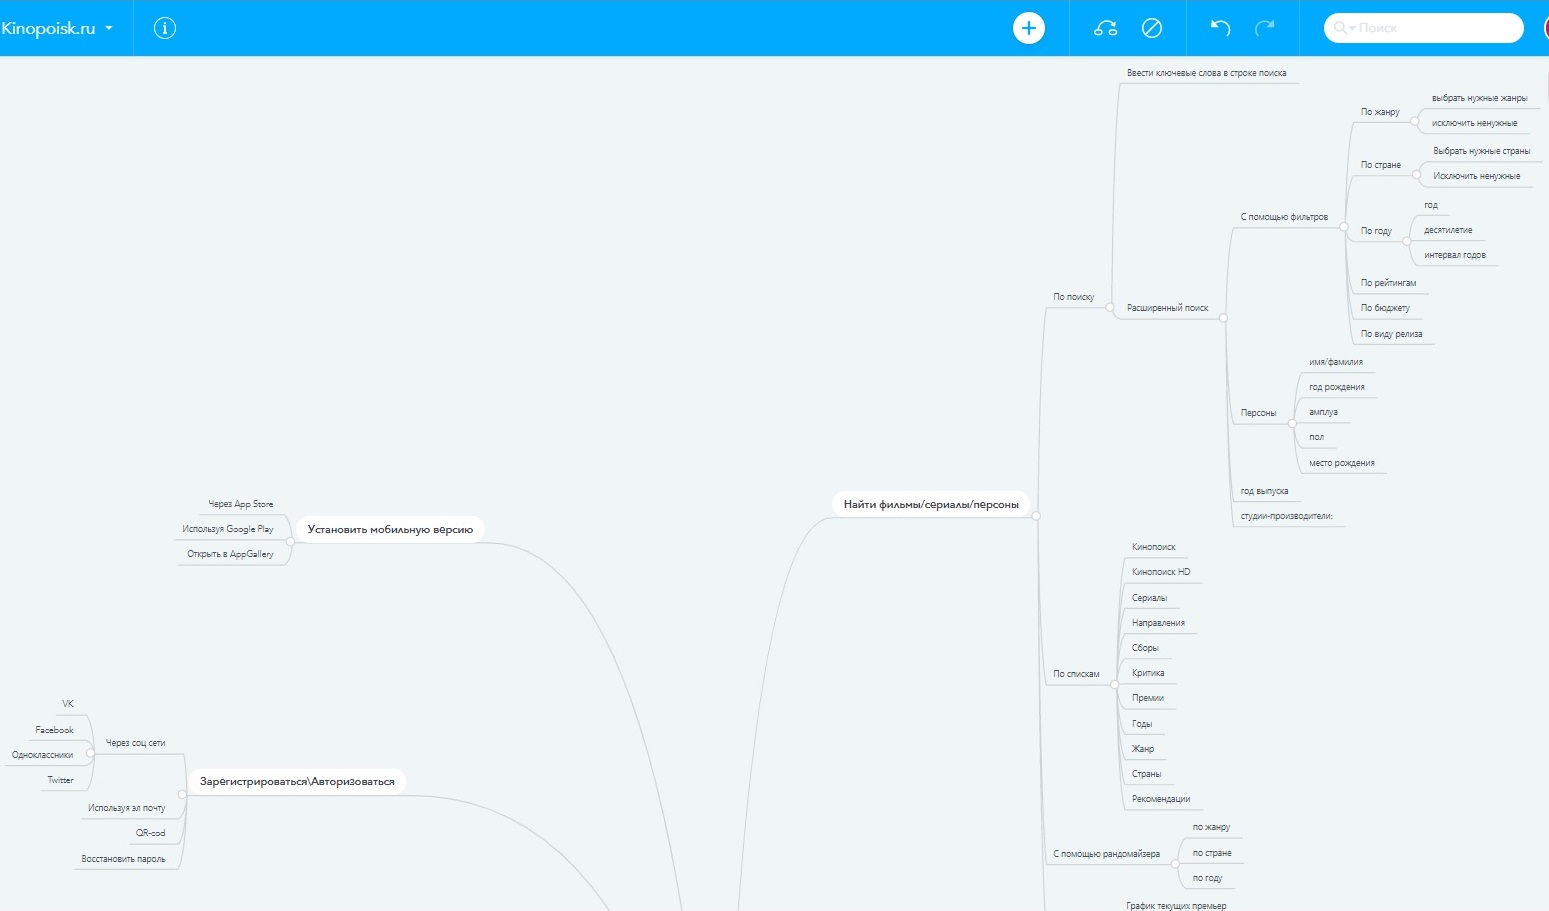 Kinopoisk.ru
Поиск
Ввести ключевые слова в строке поиска
выбрать нужные жанры
По жанру
исключить ненужные
Выбрать нужные страны
По стране
Исключить ненужные
год
С помощью фильтров
По году
десятилетие
интервал годов
По рейтингам
По поиску
Расширенный поиск
По бюджету
По виду релиза
имя/фамилия
год рождения
Персоны
амплуа
пол
место рождения
год выпуска
студии-производители:
Найти фильмы/сериалы/персоны
Через App Store
Используя Google Play
Открыть в AppGallery
Установить мобильную версию
Кинопоиск
Кинопоиск HD
Сериалы
Направления
Сборы
По спискам
Критика
Премии
Годы
Жанр
Страны
Рекомендации
VK
Facebook
Одноклассники
Twitter
Через соц сети
Зарегистрироваться\Авторизоваться
Используя эл почту
QR-cod
Восстановить пароль
по жанру
С помощью рандомайзера
по стране
по году
График текущих премьер